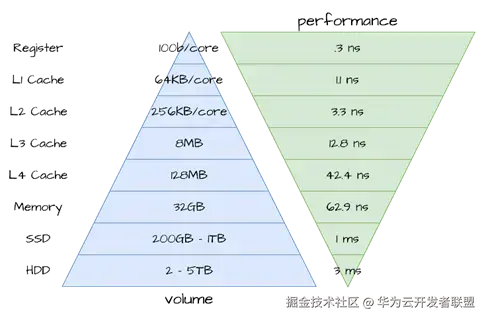 performance
Register 100b/core .3 ns
L1 Cache 64KB/core 1.1 ns
L2 Cache 256KB/core 3.3 ns
L3 Cache 8MB 12.8 ns
L4 Cache 128MB 42.4 ns
Memory 32GB 62.9 ns
SSD 200GB - 1TB 1 ms
HDD 2 - 5TB 3 ms
volume
掘金技术社区 @ 华为云开发者联盟